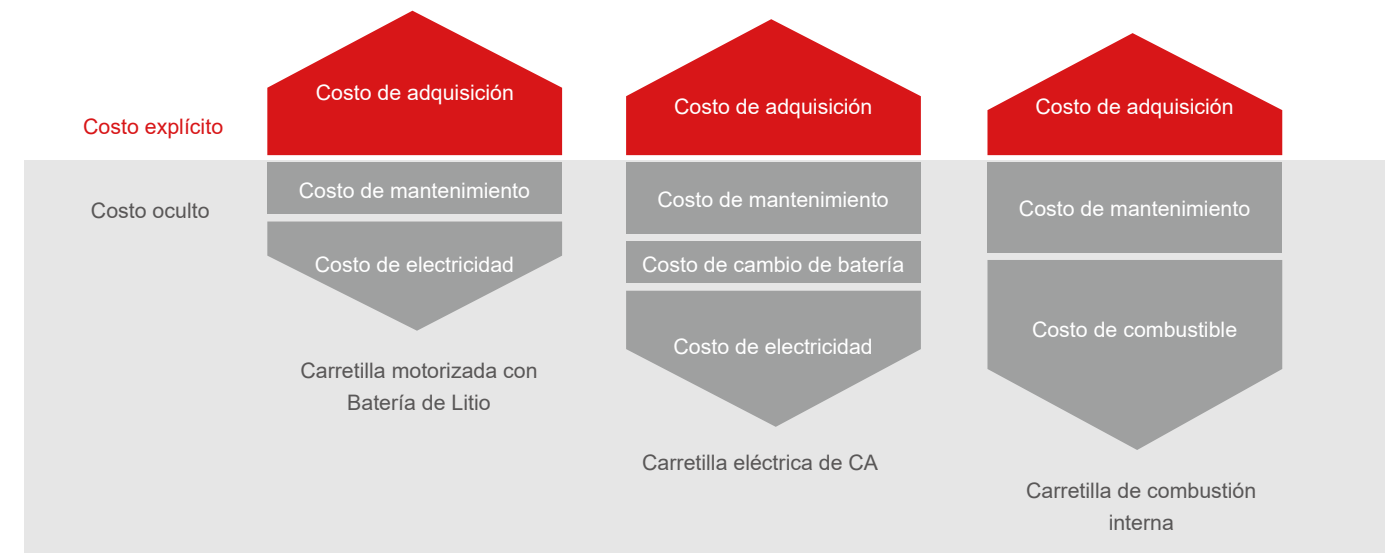 Costo explícito
Costo oculto
Costo de adquisición
Costo de mantenimiento
Costo de electricidad
Carretilla motorizada con
Batería de Litio
Costo de adquisición
Costo de mantenimiento
Costo de cambio de batería
Costo de electricidad
Carretilla eléctrica de CA
Costo de adquisición
Costo de mantenimiento
Costo de combustible
Carretilla de combustión
interna